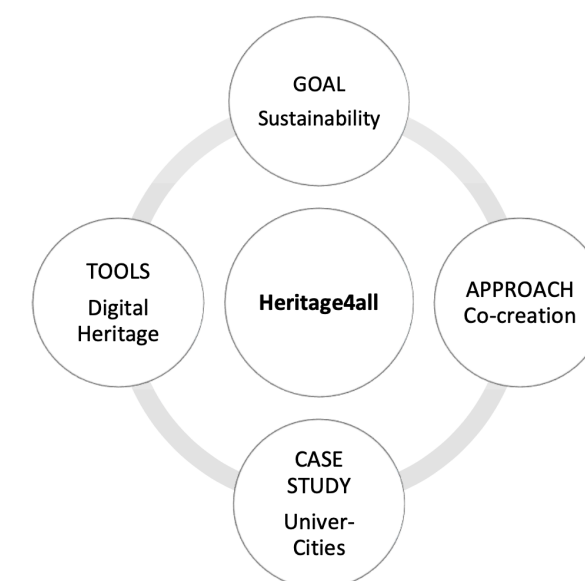 GOAL
Sustainability
TOOLS
Digital
Heritage
Heritage4all
APPROACH
Co-creation
CASE
STUDY
Univer-
Cities